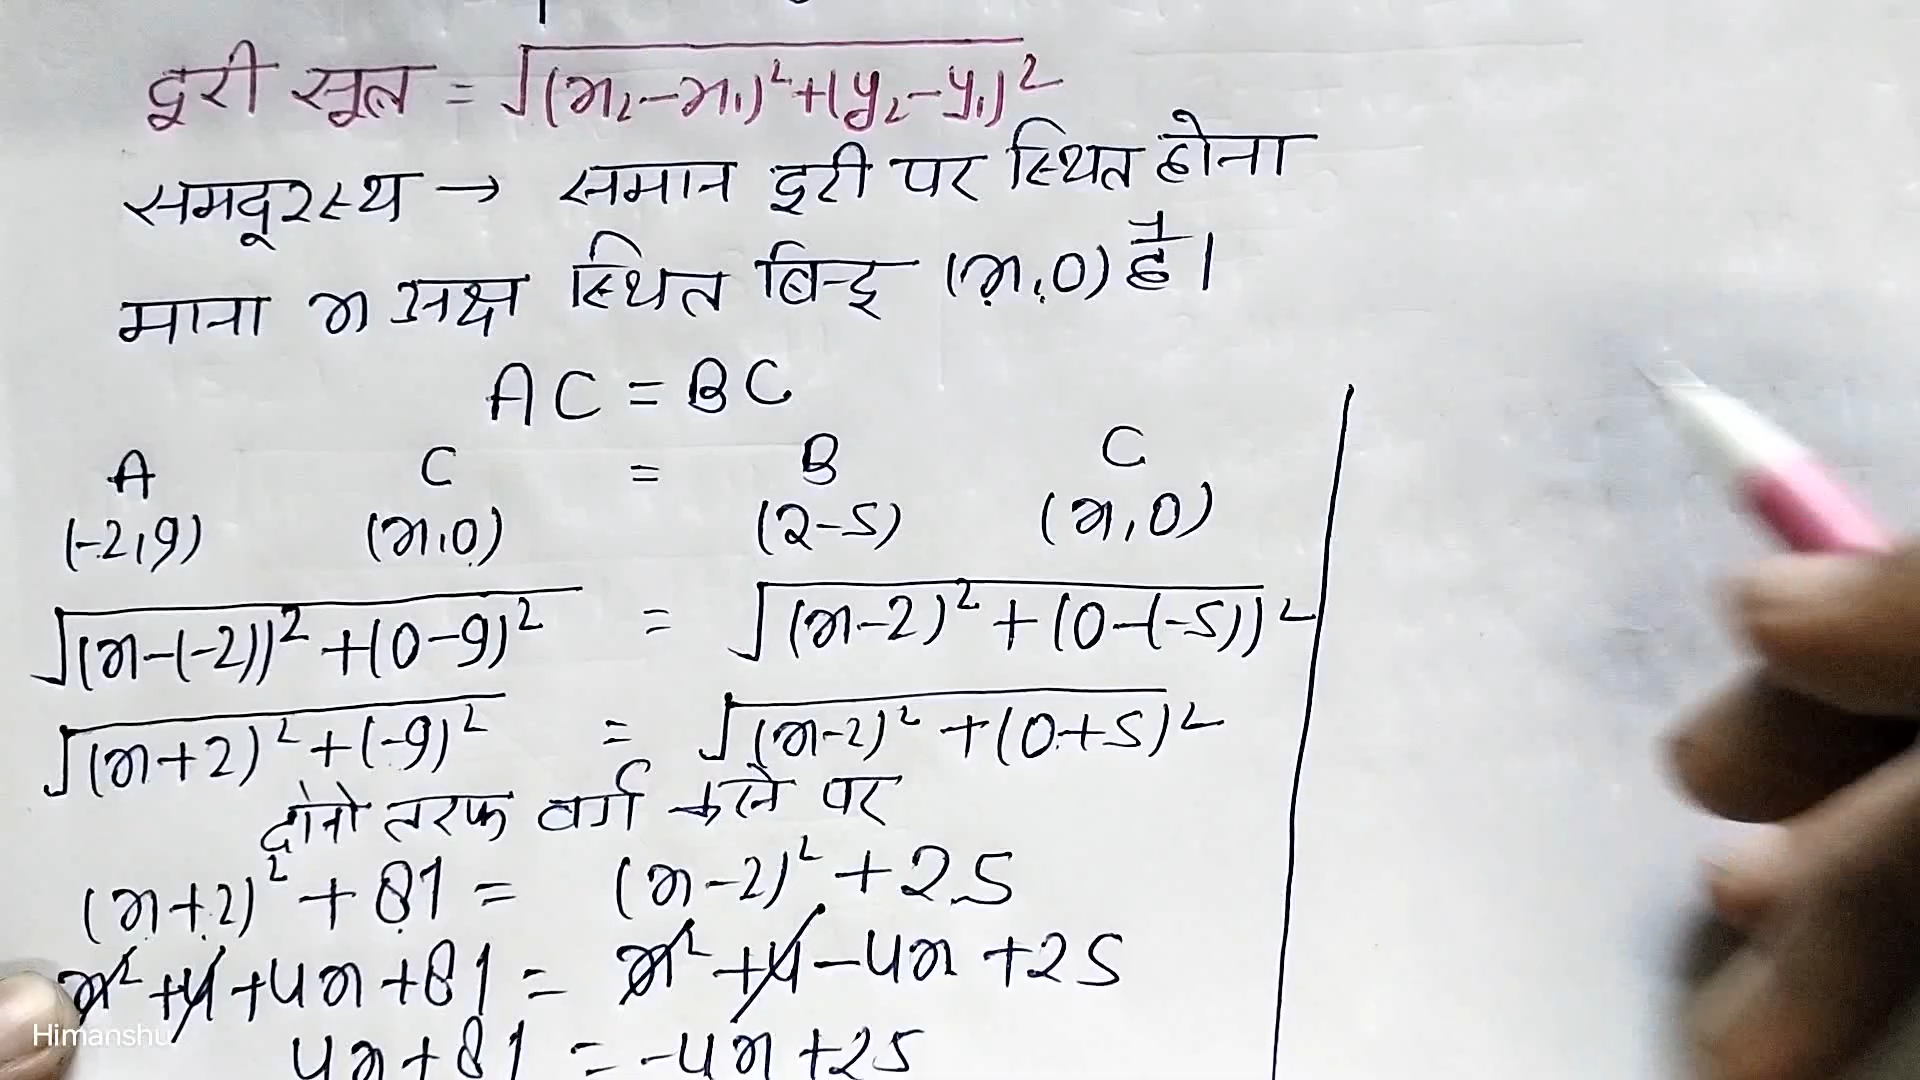 दूरी सूत्र = √(x₂-x₁)²+(y₂-y₁)²
समदूरस्थ → समान दूरी पर स्थित होना
माना x अक्ष स्थित बिन्दु (x,0) है।
AC = BC
A C = B C
(-2,9) (x,0) (2-5) (x,0)
√(x-(-2))²+(0-9)² = √(x-2)²+(0-(-5))²
√(x+2)²+(-9)² = √(x-2)²+(0+5)²
दोनो तरफ वर्ग करने पर
(x+2)²+81 = (x-2)²+25
x²+4+4x+81 = x²+4-4x+25
4x+81 = -4x+25
Himanshu